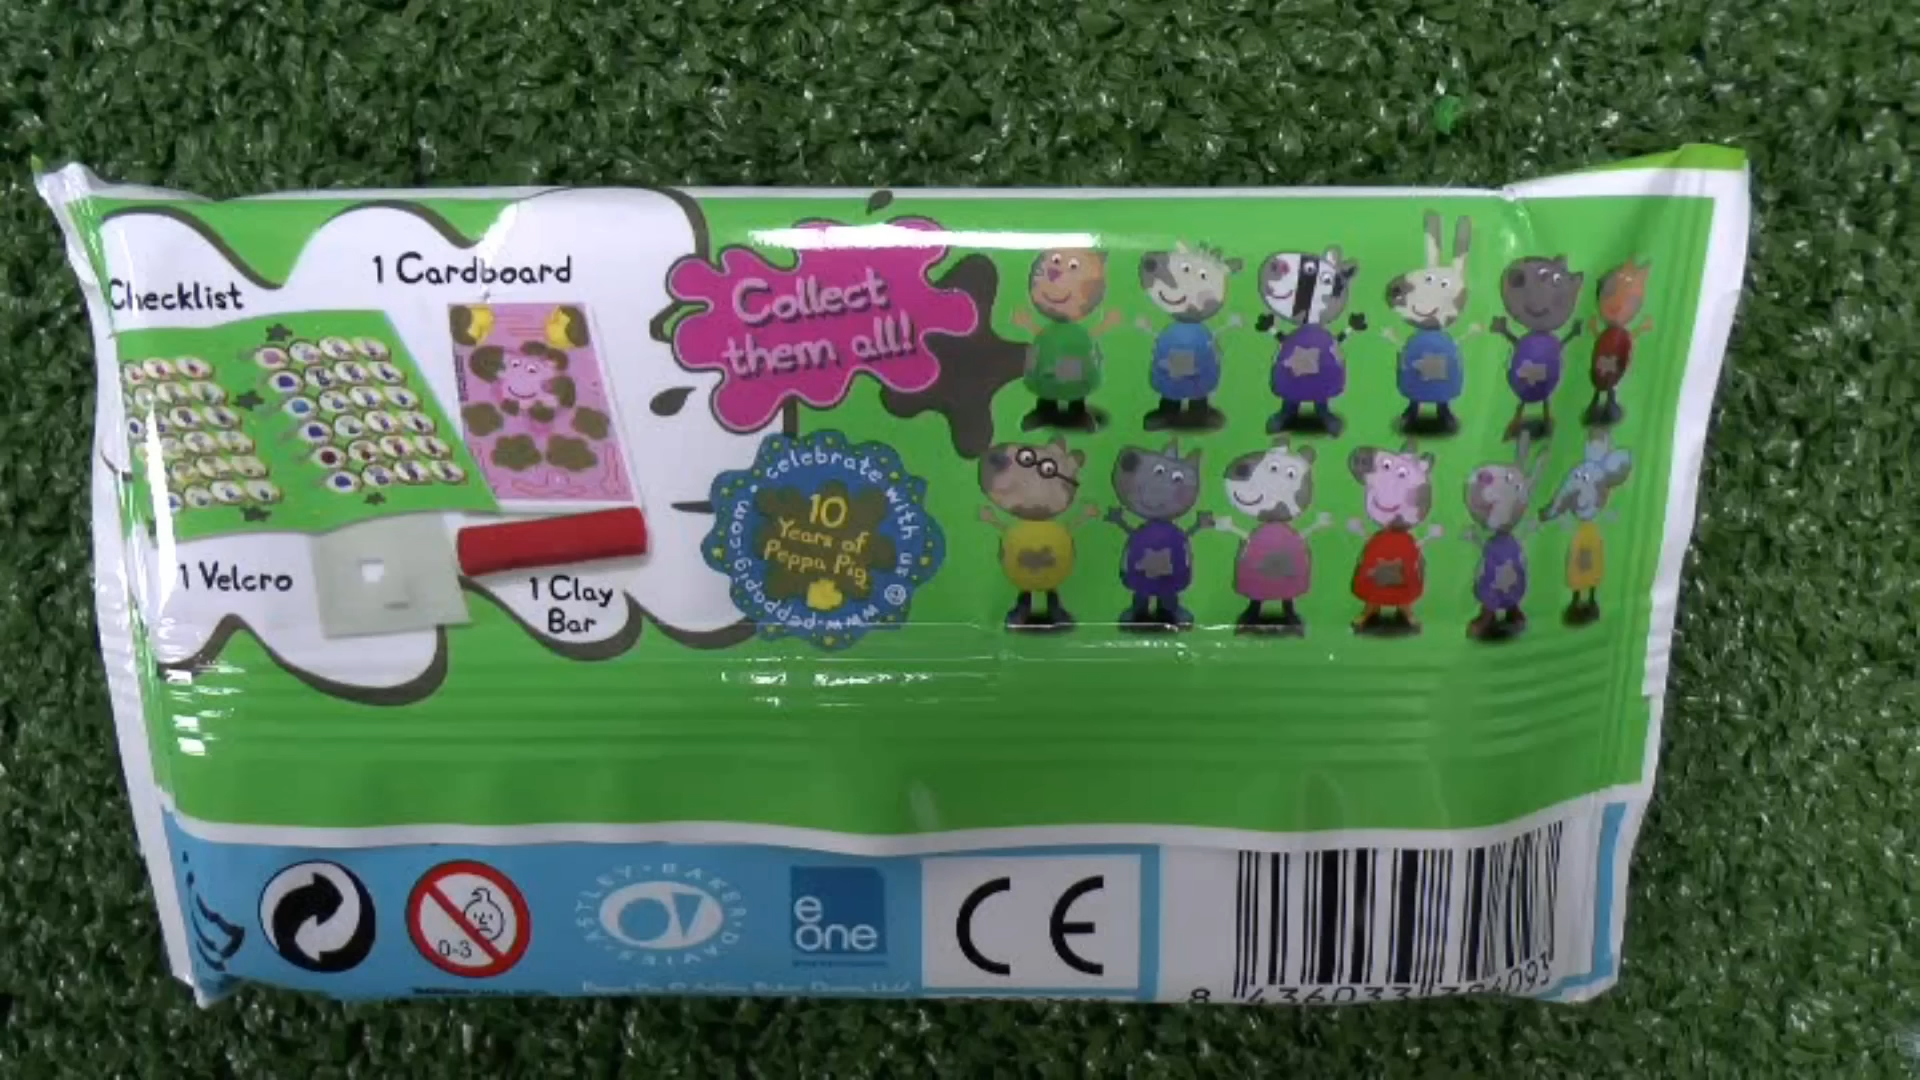 Checklist
1 Cardboard
1 Velcro
1 Clay
Bar
Collect
them all!
celebrate with us @ www.peppapig.com
10
Years of
Peppa Pig
0-3
ASTLEY · BAKER · DAVIES
e
one
CE